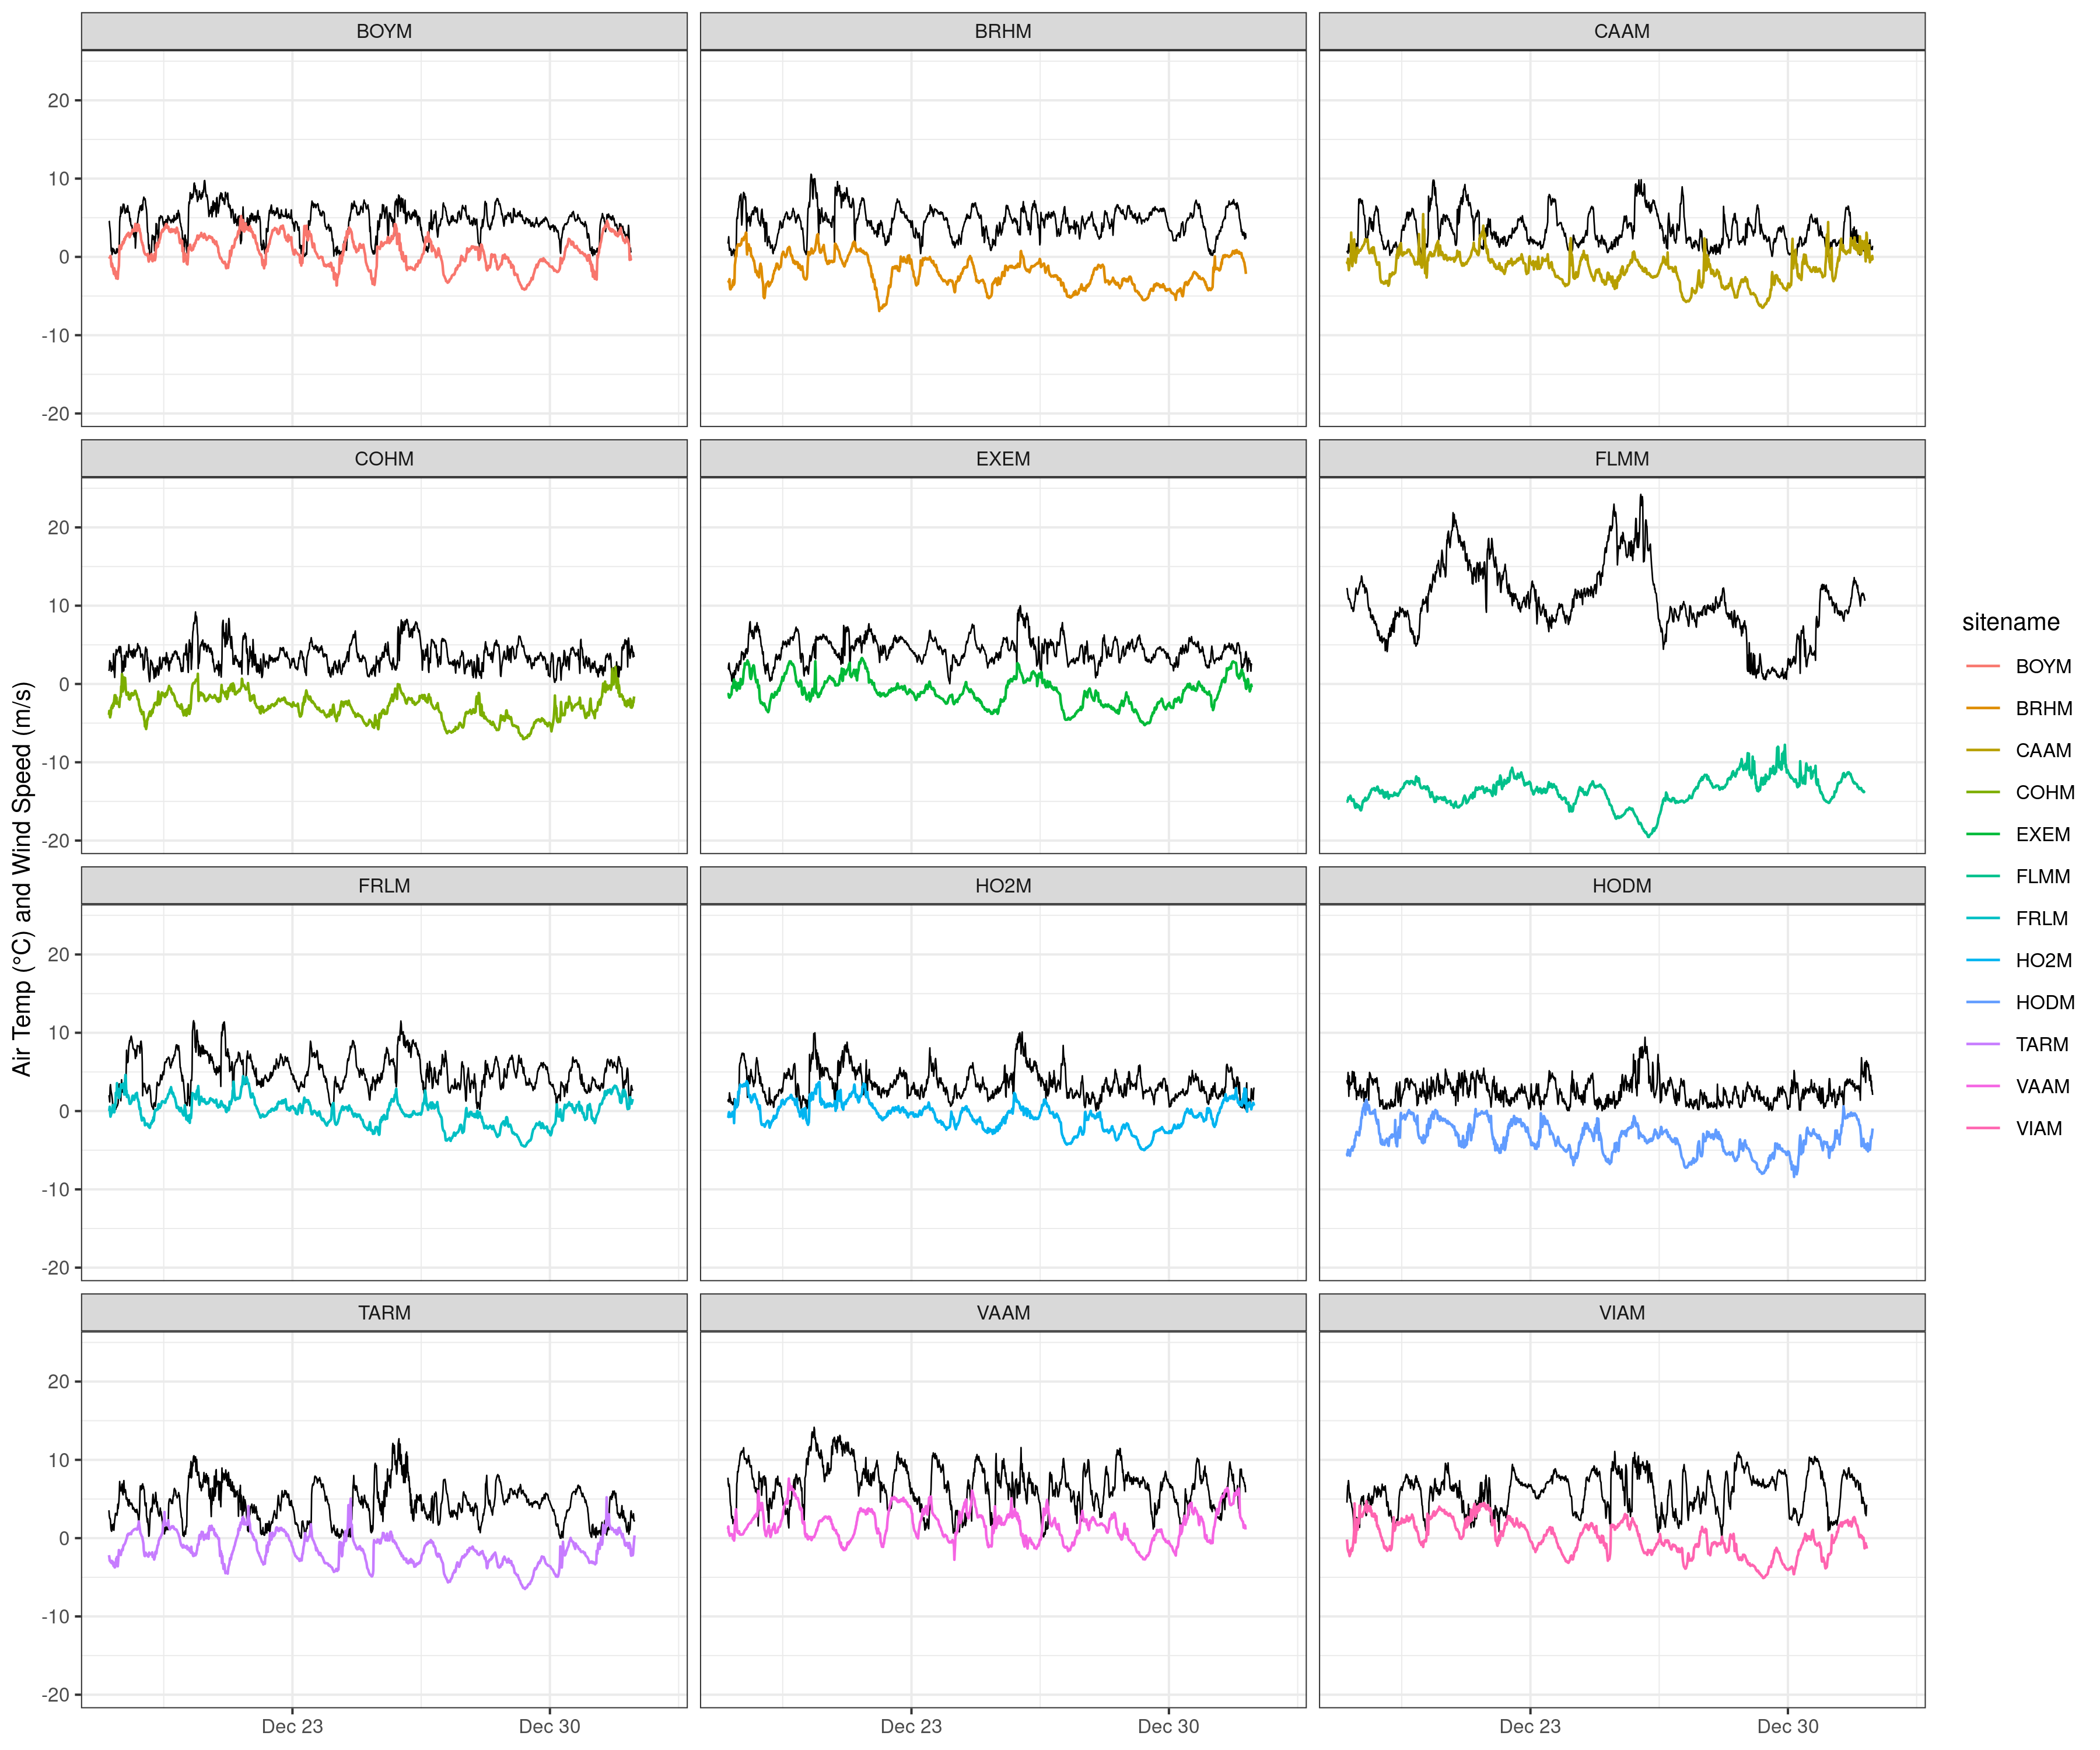 BOYM
BRHM
CAAM
20
10
0
-10
-20
COHM
EXEM
FLMM
20
10
0
-10
-20
FRLM
HO2M
HODM
20
10
0
-10
-20
TARM
VAAM
VIAM
20
10
0
-10
-20
Dec 23
Dec 30
Dec 23
Dec 30
Dec 23
Dec 30
Air Temp (°C) and Wind Speed (m/s)
sitename
BOYM
BRHM
CAAM
COHM
EXEM
FLMM
FRLM
HO2M
HODM
TARM
VAAM
VIAM